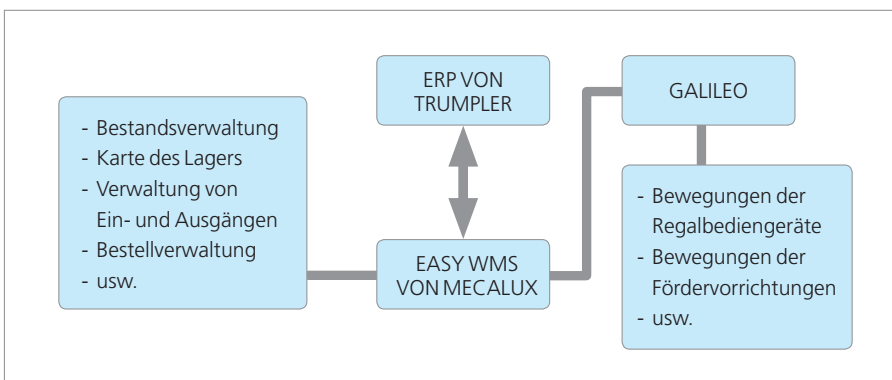 - Bestandsverwaltung
- Karte des Lagers
- Verwaltung von
Ein- und Ausgängen
- Bestellverwaltung
- usw.
ERP VON
TRUMPLER
EASY WMS
VON MECALUX
GALILEO
- Bewegungen der
Regalbediengeräte
- Bewegungen der
Fördervorrichtungen
- usw.